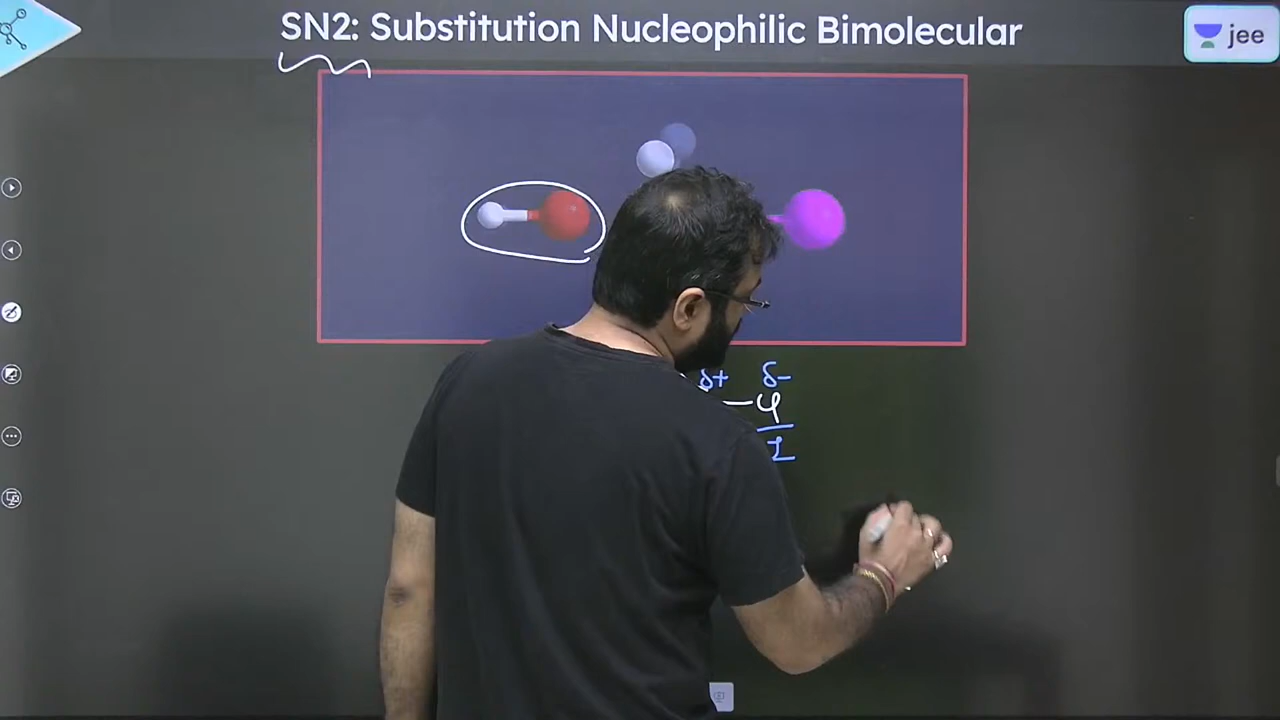 SN2: Substitution Nucleophilic Bimolecular
jee
δ+ δ-
I